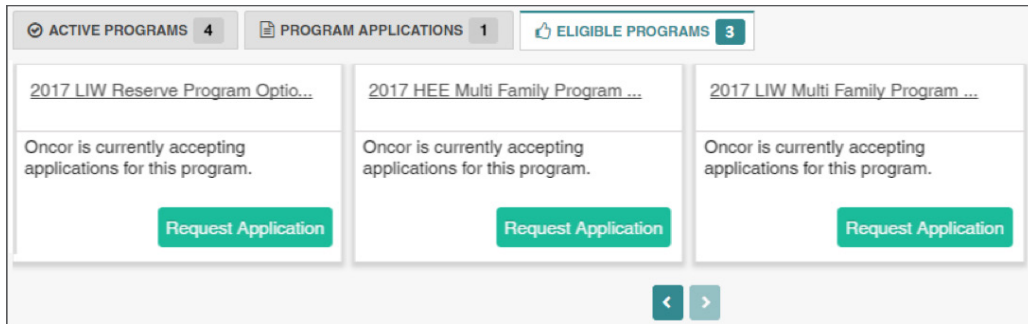 ACTIVE PROGRAMS 4 PROGRAM APPLICATIONS 1 ELIGIBLE PROGRAMS 3
2017 LIW Reserve Program Optio...
Oncor is currently accepting
applications for this program.
Request Application
2017 HEE Multi Family Program ...
Oncor is currently accepting
applications for this program.
Request Application
2017 LIW Multi Family Program ...
Oncor is currently accepting
applications for this program.
Request Application